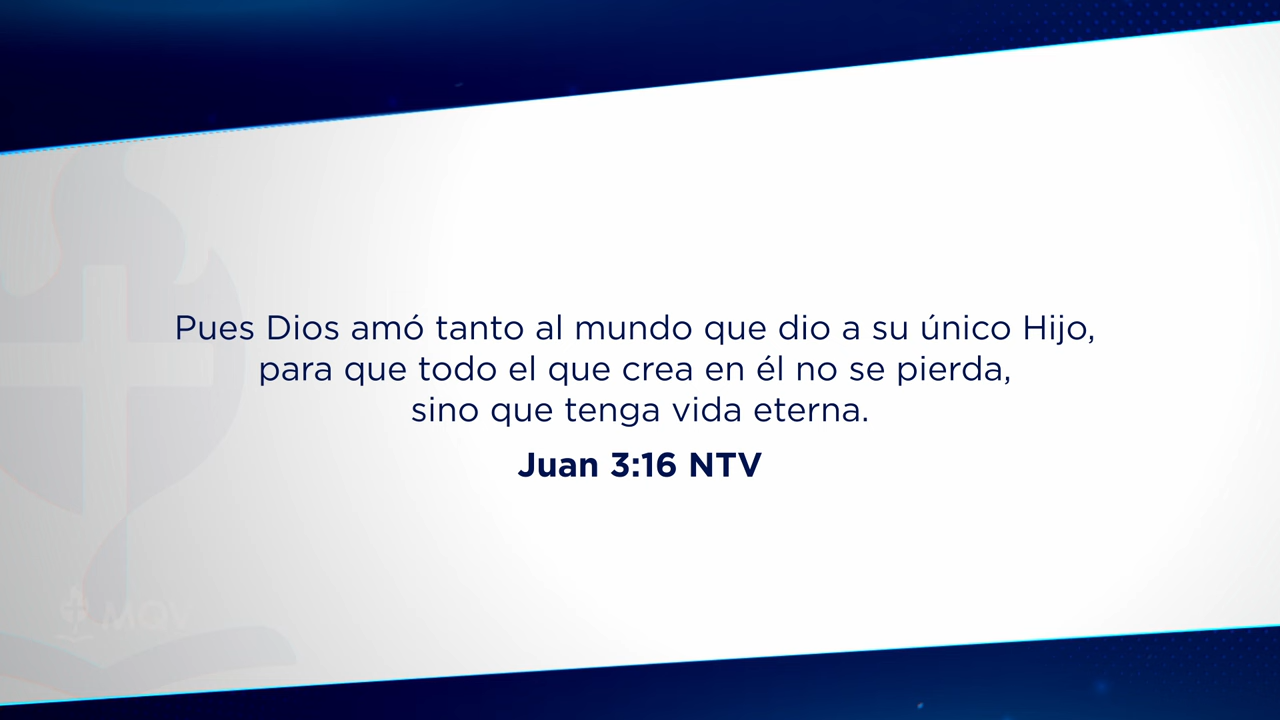 Pues Dios amó tanto al mundo que dio a su único Hijo,
para que todo el que crea en él no se pierda,
sino que tenga vida eterna.
Juan 3:16 NTV
MQV